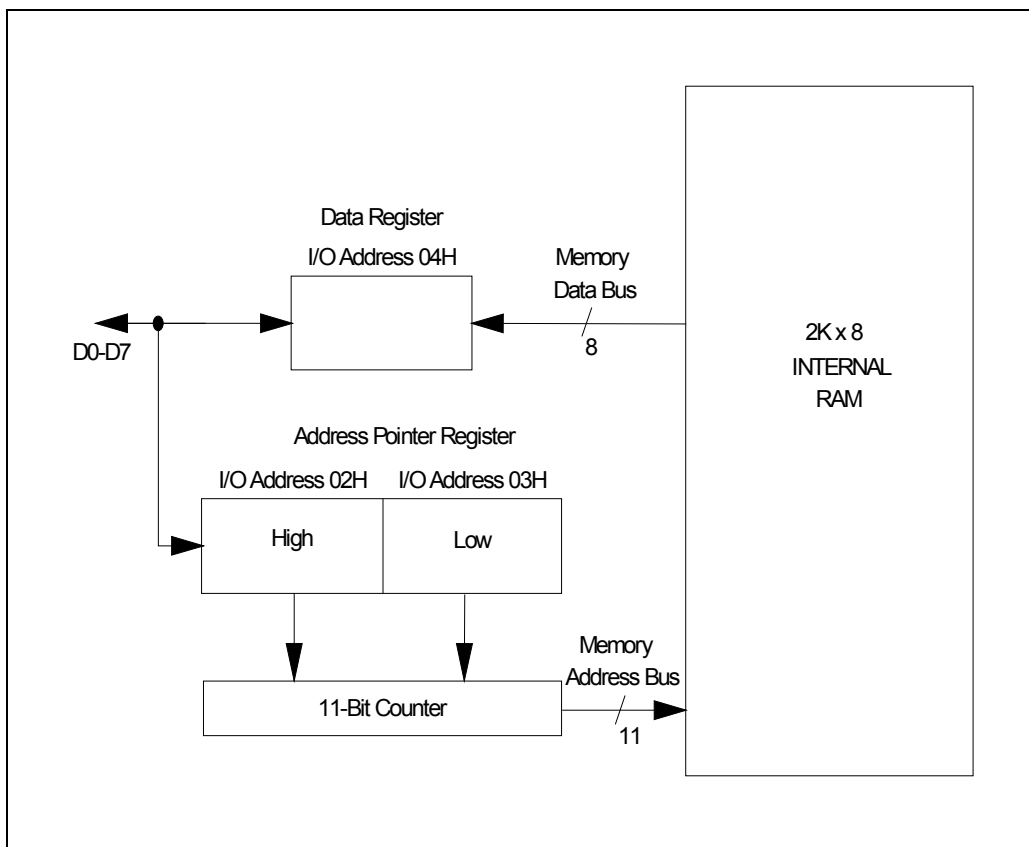 Data Register
I/O Address 04H
Memory
Data Bus
8
D0-D7
2K x 8
INTERNAL
RAM
Address Pointer Register
I/O Address 02H
I/O Address 03H
High
Low
Memory
Address Bus
11-Bit Counter
11